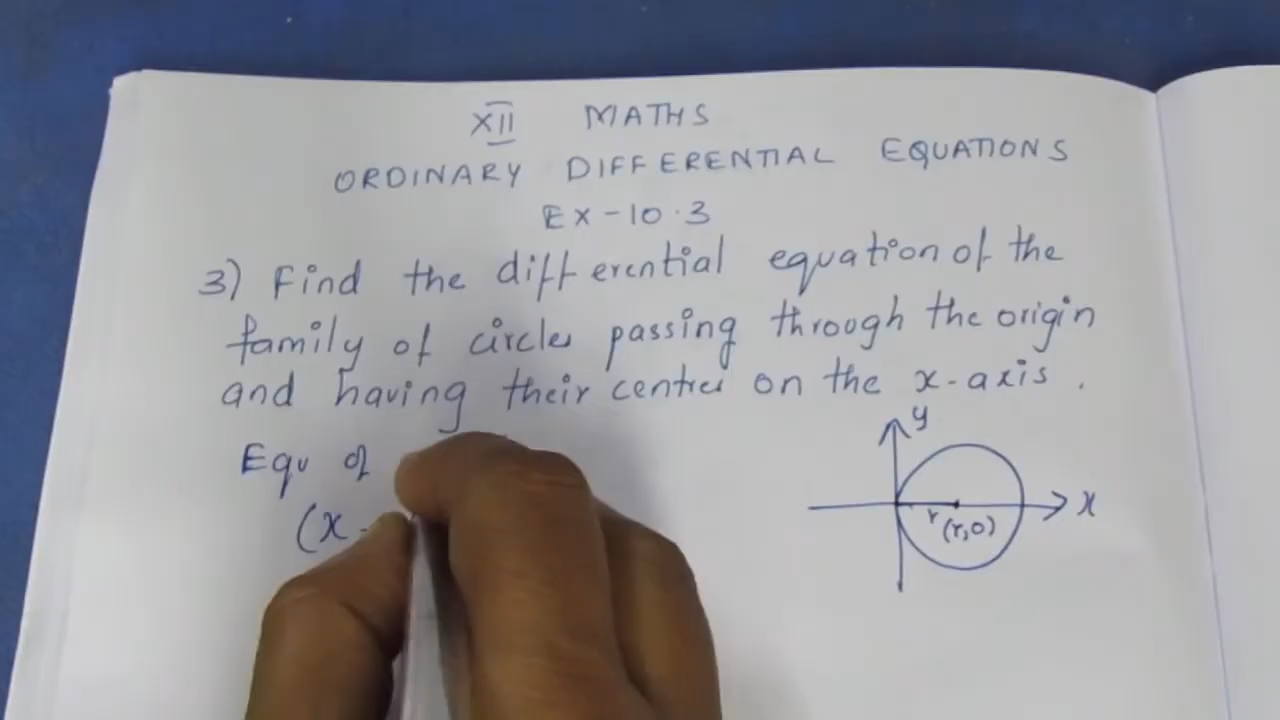 XII MATHS
ORDINARY DIFFERENTIAL EQUATIONS
EX-10.3
3) Find the differential equation of the
family of circles passing through the origin
and having their centres on the x-axis.
Equ of
(x-
y
x
r
(r,0)